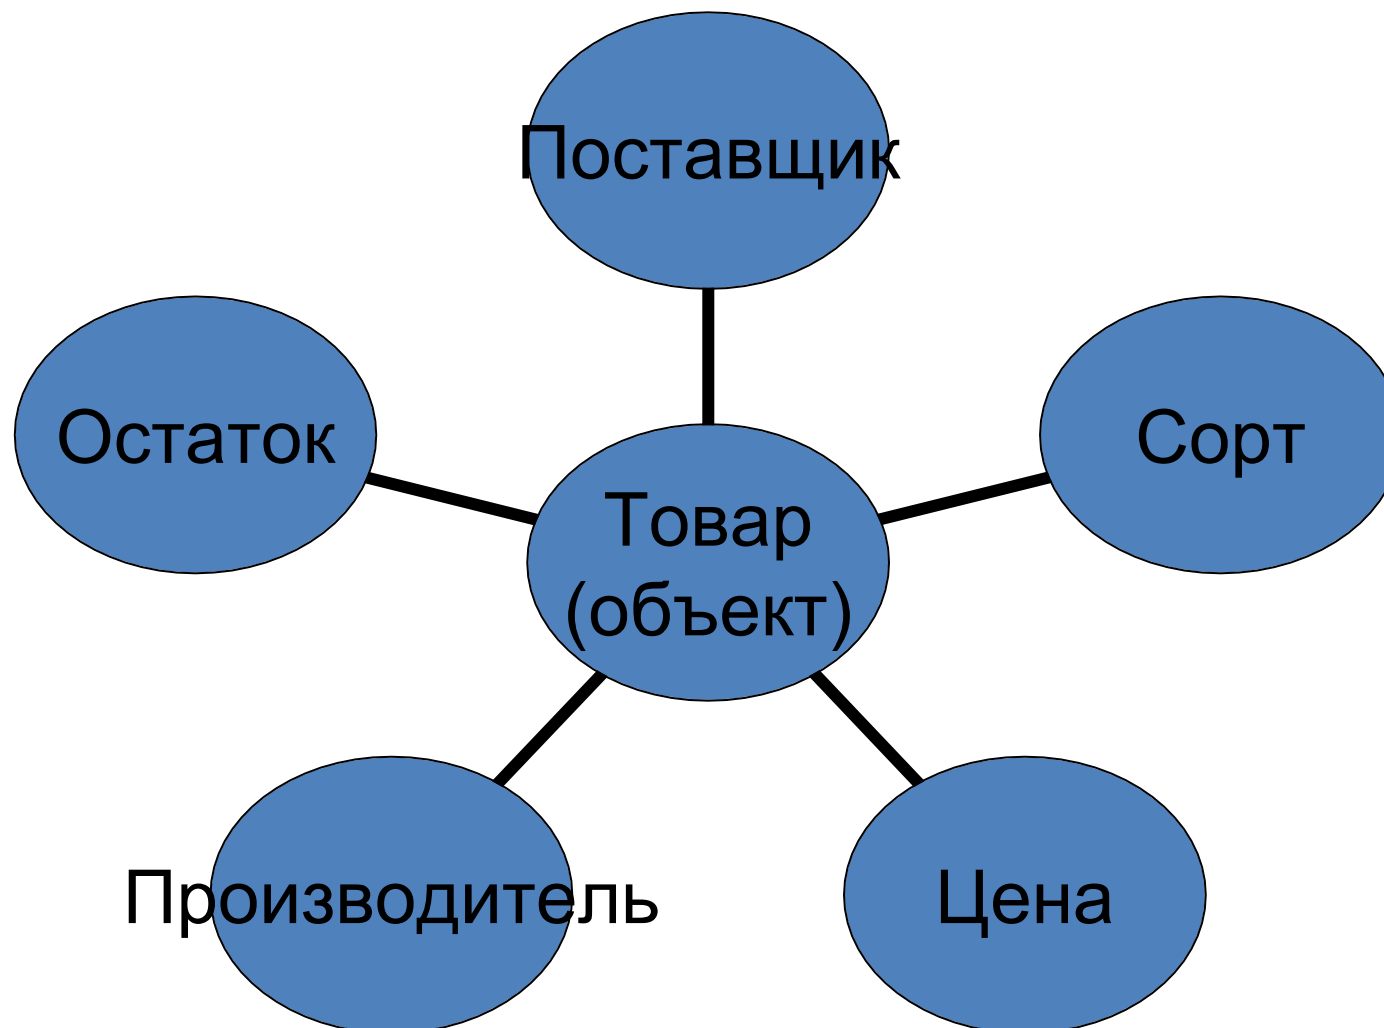 Поставщик
Остаток
Сорт
Товар
(объект)
Производитель
Цена